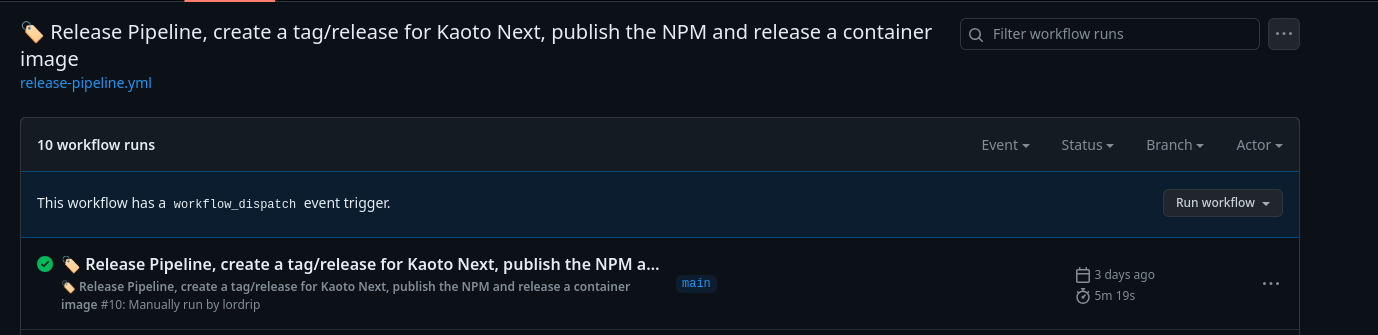 🏷️ Release Pipeline, create a tag/release for Kaoto Next, publish the NPM and release a container
image
release-pipeline.yml
Filter workflow runs
10 workflow runs
Event
Status
Branch
Actor
This workflow has a workflow_dispatch event trigger.
Run workflow
🏷️ Release Pipeline, create a tag/release for Kaoto Next, publish the NPM a...
🏷️ Release Pipeline, create a tag/release for Kaoto Next, publish the NPM and release a container
image #10: Manually run by lordrip
main
3 days ago
5m 19s